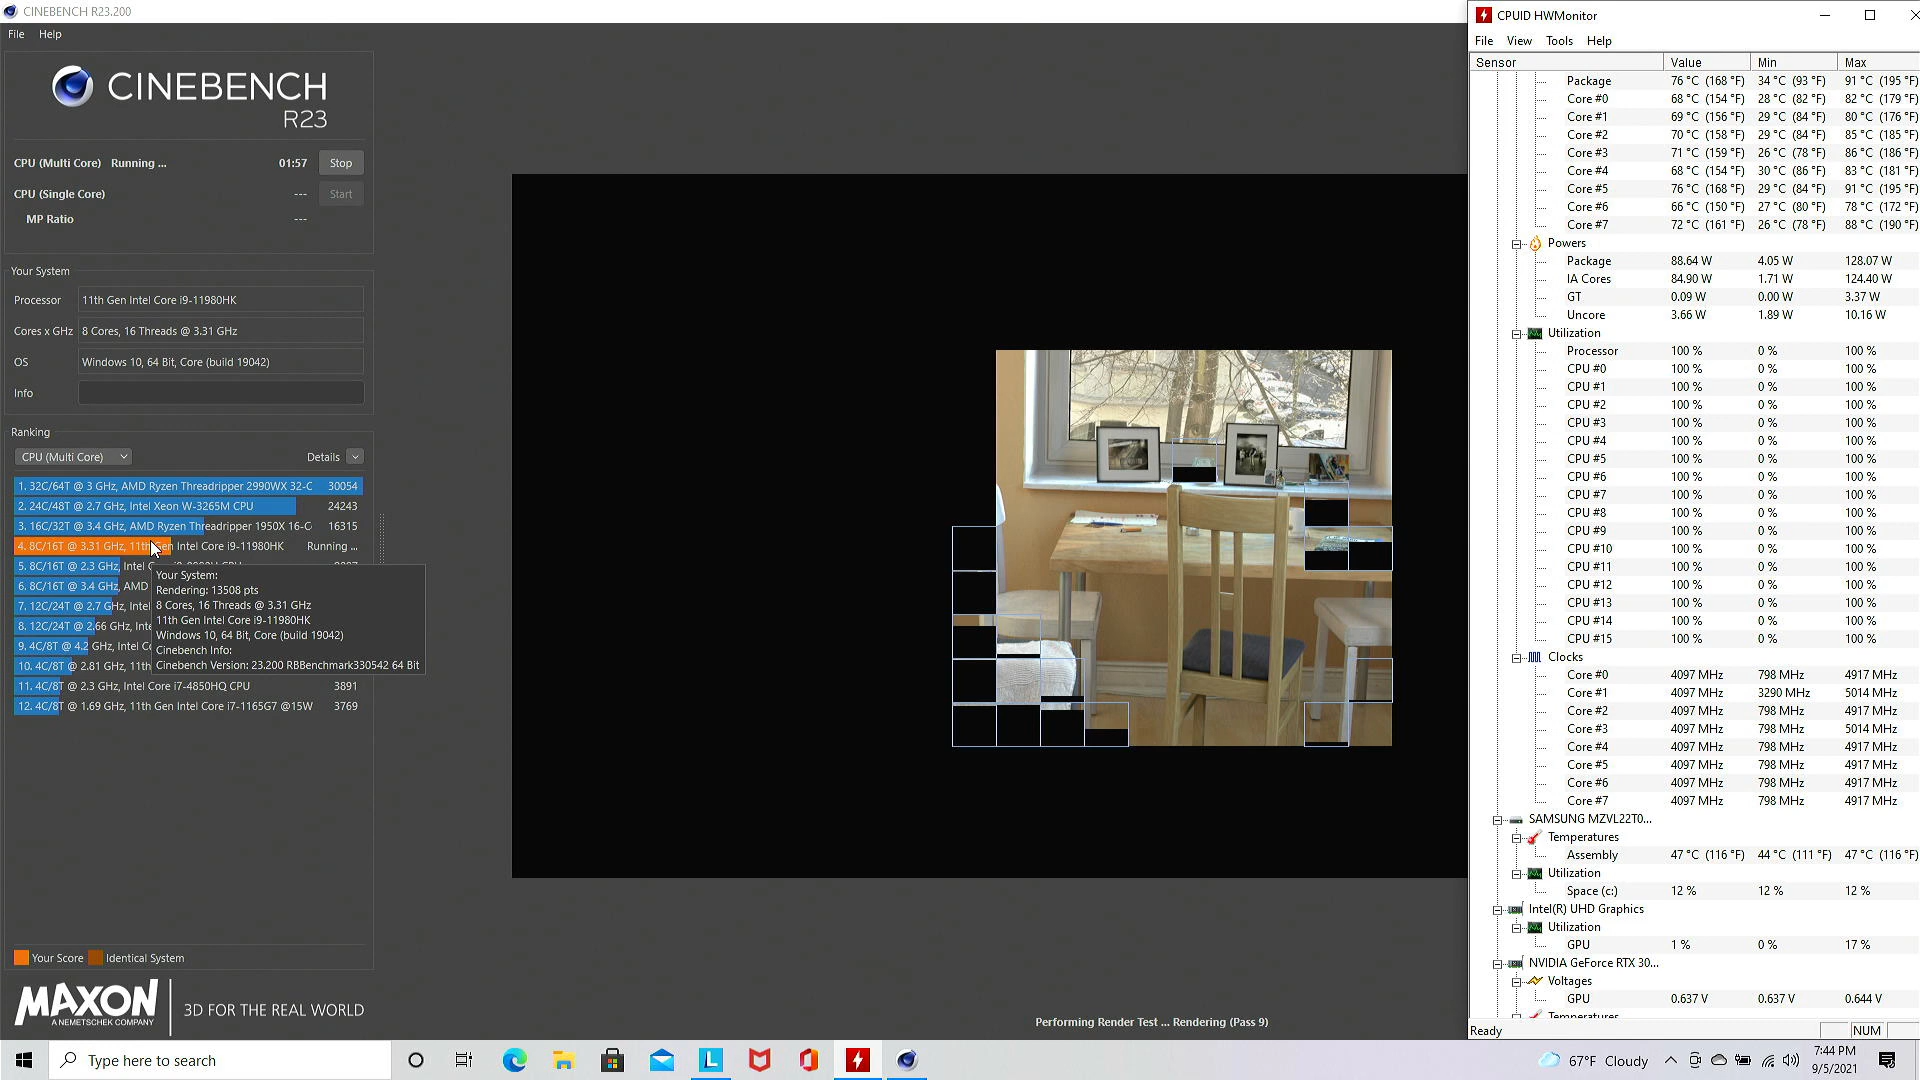 CINEBENCH R23.200
File Help
CINEBENCH
R23
CPU (Multi Core) Running ... 01:57 Stop
CPU (Single Core) --- Start
MP Ratio ---
Your System
Processor 11th Gen Intel Core i9-11980HK
Cores x GHz 8 Cores, 16 Threads @ 3.31 GHz
OS Windows 10, 64 Bit, Core (build 19042)
Info
Ranking
CPU (Multi Core) Details
1. 32C/64T @ 3 GHz, AMD Ryzen Threadripper 2990WX 32-C 30054
2. 24C/48T @ 2.7 GHz, Intel Xeon W-3265M CPU 24243
3. 16C/32T @ 3.4 GHz, AMD Ryzen Threadripper 1950X 16-C 16315
4. 8C/16T @ 3.31 GHz, 11th Gen Intel Core i9-11980HK Running ...
5. 8C/16T @ 2.3 GHz, Intel
6. 8C/16T @ 3.4 GHz, AMD
7. 12C/24T @ 2.7 GHz, Intel
8. 12C/24T @ 2.66 GHz, Inte
9. 4C/8T @ 4.2 GHz, Intel Co
10. 4C/8T @ 2.81 GHz, 11th
11. 4C/8T @ 2.3 GHz, Intel Core i7-4850HQ CPU 3891
12. 4C/8T @ 1.69 GHz, 11th Gen Intel Core i7-1165G7 @15W 3769
Your System:
Rendering: 13508 pts
8 Cores, 16 Threads @ 3.31 GHz
11th Gen Intel Core i9-11980HK
Windows 10, 64 Bit, Core (build 19042)
Cinebench Info:
Cinebench Version: 23.200 RBBenchmark330542 64 Bit
Your Score Identical System
MAXON
A NEMETSCHEK COMPANY
3D FOR THE REAL WORLD
Performing Render Test ... Rendering (Pass 9)
CPUID HWMonitor
File View Tools Help
Sensor Value Min Max
Package 76 °C (168 °F) 34 °C (93 °F) 91 °C (195 °F)
Core #0 68 °C (154 °F) 28 °C (82 °F) 82 °C (179 °F)
Core #1 69 °C (156 °F) 29 °C (84 °F) 80 °C (176 °F)
Core #2 70 °C (158 °F) 29 °C (84 °F) 85 °C (185 °F)
Core #3 71 °C (159 °F) 26 °C (78 °F) 86 °C (186 °F)
Core #4 68 °C (154 °F) 30 °C (86 °F) 83 °C (181 °F)
Core #5 76 °C (168 °F) 29 °C (84 °F) 91 °C (195 °F)
Core #6 66 °C (150 °F) 27 °C (80 °F) 78 °C (172 °F)
Core #7 72 °C (161 °F) 26 °C (78 °F) 88 °C (190 °F)
Powers
Package 88.64 W 4.05 W 128.07 W
IA Cores 84.90 W 1.71 W 124.40 W
GT 0.09 W 0.00 W 3.37 W
Uncore 3.66 W 1.89 W 10.16 W
Utilization
Processor 100 % 0 % 100 %
CPU #0 100 % 0 % 100 %
CPU #1 100 % 0 % 100 %
CPU #2 100 % 0 % 100 %
CPU #3 100 % 0 % 100 %
CPU #4 100 % 0 % 100 %
CPU #5 100 % 0 % 100 %
CPU #6 100 % 0 % 100 %
CPU #7 100 % 0 % 100 %
CPU #8 100 % 0 % 100 %
CPU #9 100 % 0 % 100 %
CPU #10 100 % 0 % 100 %
CPU #11 100 % 0 % 100 %
CPU #12 100 % 0 % 100 %
CPU #13 100 % 0 % 100 %
CPU #14 100 % 0 % 100 %
CPU #15 100 % 0 % 100 %
Clocks
Core #0 4097 MHz 798 MHz 4917 MHz
Core #1 4097 MHz 3290 MHz 5014 MHz
Core #2 4097 MHz 798 MHz 4917 MHz
Core #3 4097 MHz 798 MHz 5014 MHz
Core #4 4097 MHz 798 MHz 4917 MHz
Core #5 4097 MHz 798 MHz 4917 MHz
Core #6 4097 MHz 798 MHz 4917 MHz
Core #7 4097 MHz 798 MHz 4917 MHz
SAMSUNG MZVL22T0...
Temperatures
Assembly 47 °C (116 °F) 44 °C (111 °F) 47 °C (116 °F)
Utilization
Space (c:) 12 % 12 % 12 %
Intel(R) UHD Graphics
Utilization
GPU 1 % 0 % 17 %
NVIDIA GeForce RTX 30...
Voltages
GPU 0.637 V 0.637 V 0.644 V
Temperatures
Ready NUM
Type here to search
67°F Cloudy
7:44 PM
9/5/2021